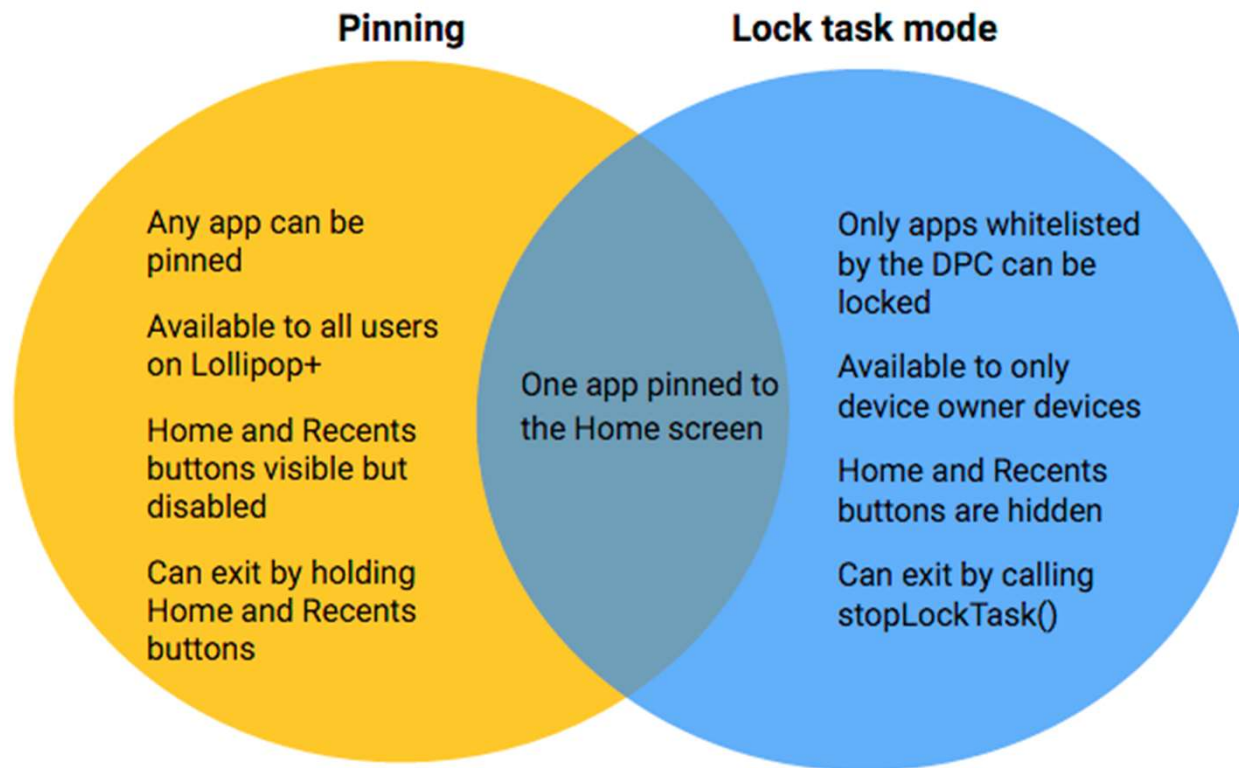 Pinning
Lock task mode
Any app can be
pinned
Available to all users
on Lollipop+
Home and Recents
buttons visible but
disabled
Can exit by holding
Home and Recents
buttons
One app pinned to
the Home screen
Only apps whitelisted
by the DPC can be
locked
Available to only
device owner devices
Home and Recents
buttons are hidden
Can exit by calling
stopLockTask()